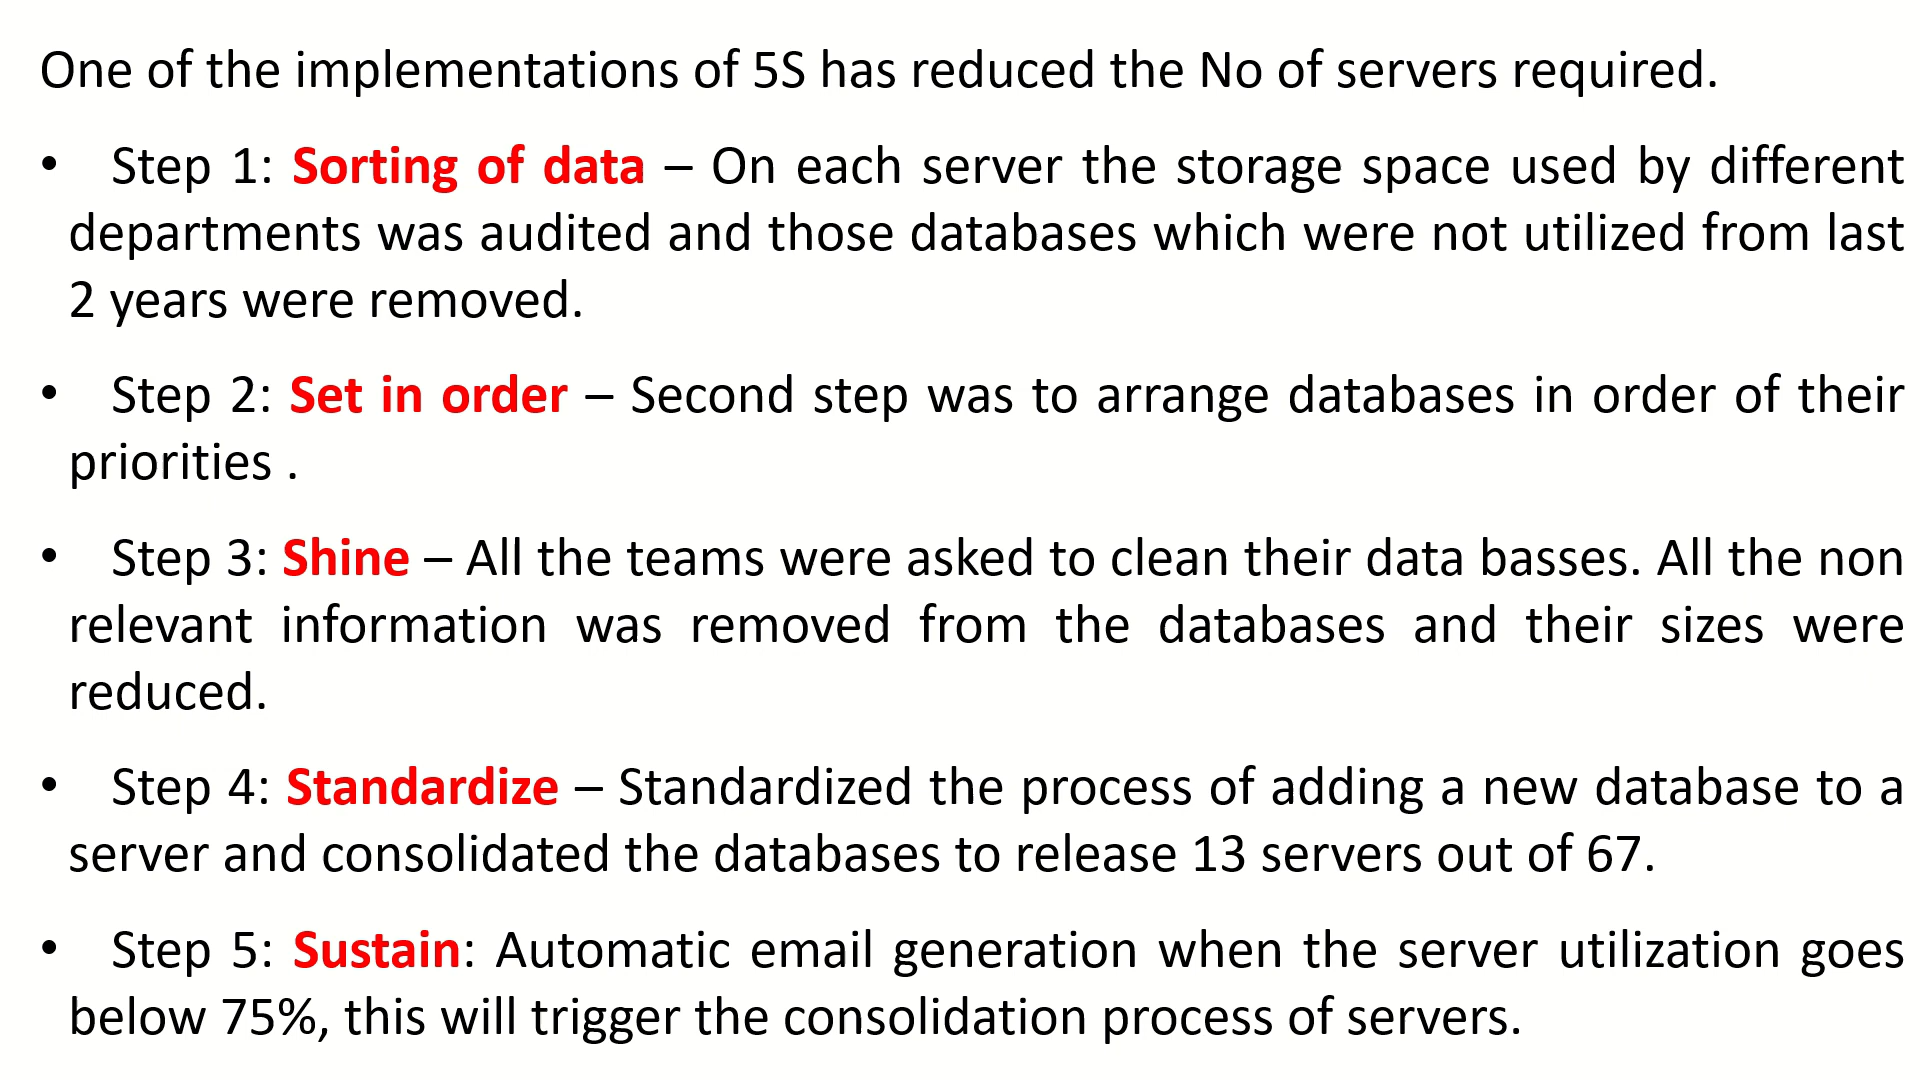 One of the implementations of 5S has reduced the No of servers required.
• Step 1: Sorting of data – On each server the storage space used by different
departments was audited and those databases which were not utilized from last
2 years were removed.
• Step 2: Set in order – Second step was to arrange databases in order of their
priorities .
• Step 3: Shine – All the teams were asked to clean their data basses. All the non
relevant information was removed from the databases and their sizes were
reduced.
• Step 4: Standardize – Standardized the process of adding a new database to a
server and consolidated the databases to release 13 servers out of 67.
• Step 5: Sustain: Automatic email generation when the server utilization goes
below 75%, this will trigger the consolidation process of servers.